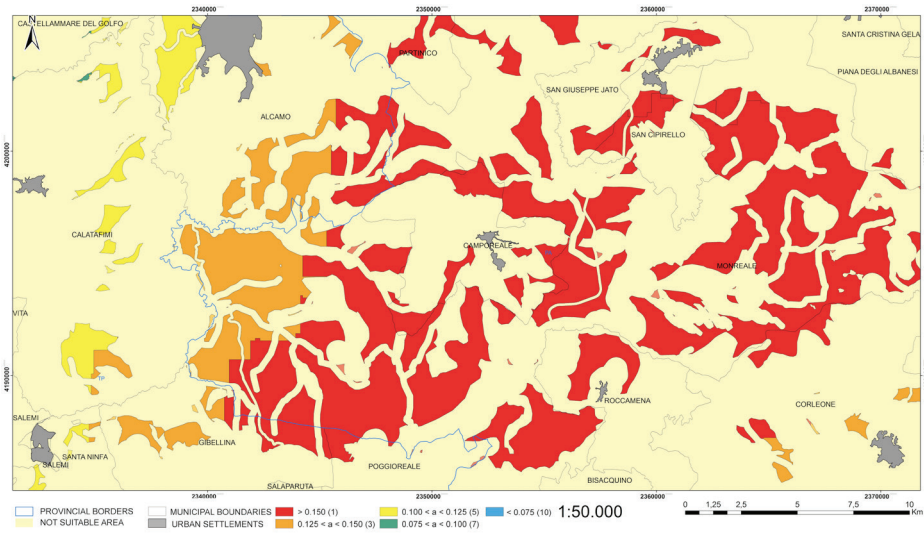 2340000 2350000 2360000 2370000
CASTELLAMMARE DEL GOLFO
N
PARTINICO
SANTA CRISTINA GELA
PIANA DEGLI ALBANESI
SAN GIUSEPPE JATO
ALCAMO
SAN CIPIRELLO
4200000 4200000
CALATAFIMI
CAMPOREALE
MONREALE
VITA
TP
4190000 4190000
ROCCAMENA
CORLEONE
SALEMI
GIBELLINA
SANTA NINFA
SALEMI
POGGIOREALE
BISACQUINO
SALAPARUTA
2340000 2350000 2360000 2370000
PROVINCIAL BORDERS MUNICIPAL BOUNDARIES > 0.150 (1) 0.100 < a < 0.125 (5) < 0.075 (10) 1:50.000 0 1,25 2,5 5 7,5 10
NOT SUITABLE AREA URBAN SETTLEMENTS 0.125 < a < 0.150 (3) 0.075 < a < 0.100 (7) Km